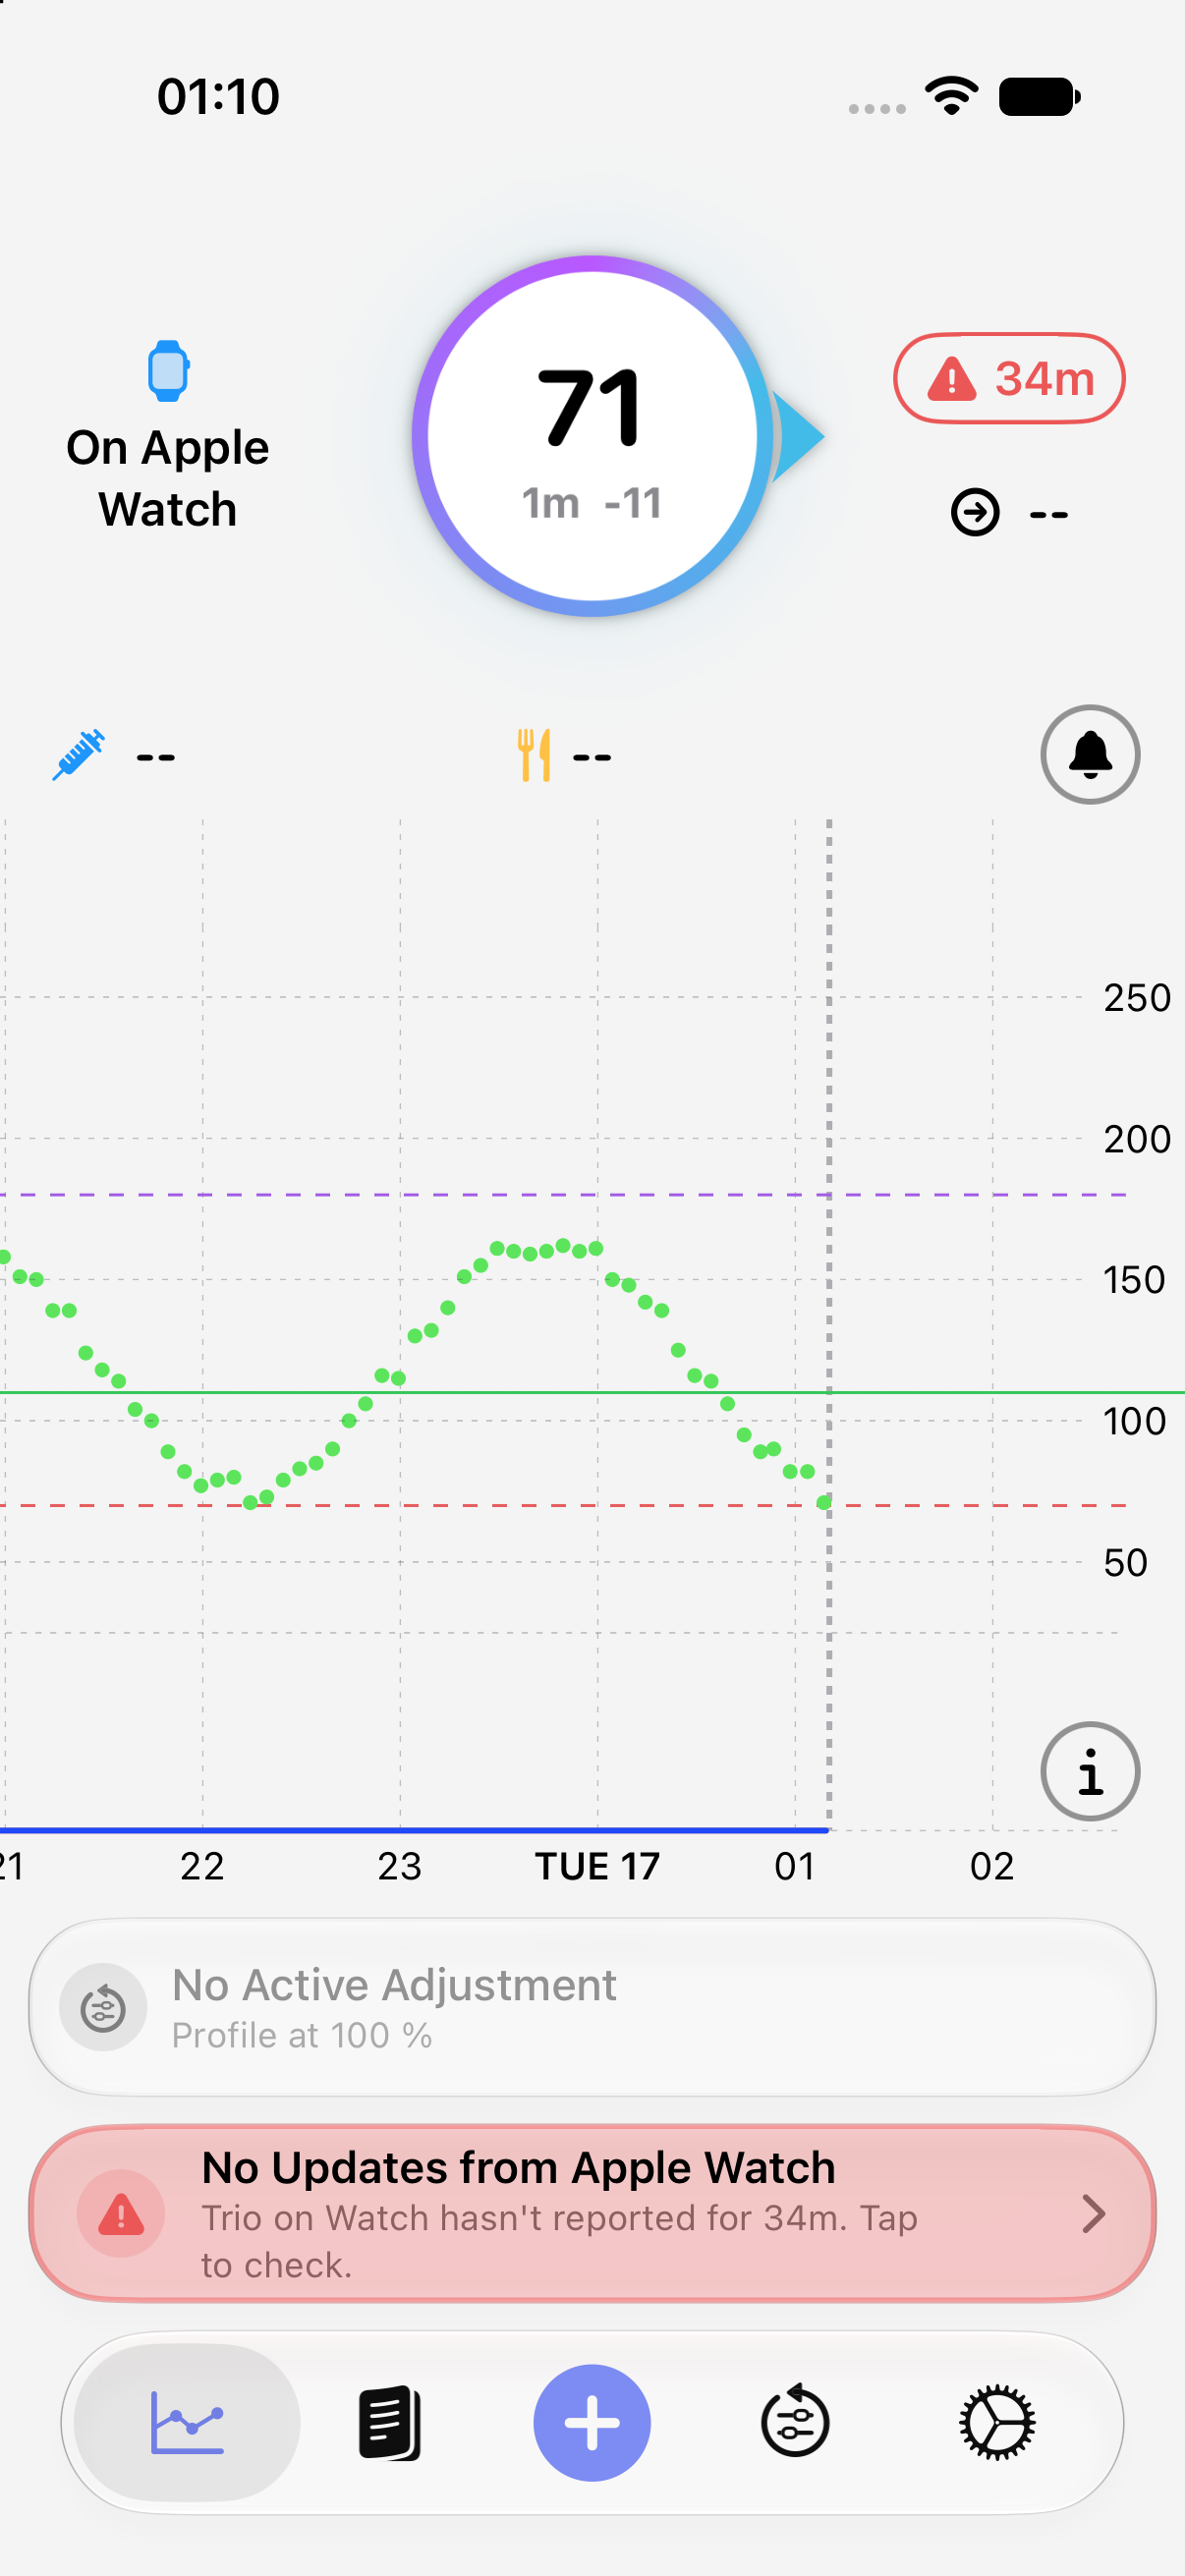 01:10
On Apple
Watch
71
1m -11
34m
--
--
--
250
200
150
100
50
21 22 23 TUE 17 01 02
No Active Adjustment
Profile at 100 %
No Updates from Apple Watch
Trio on Watch hasn't reported for 34m. Tap
to check.